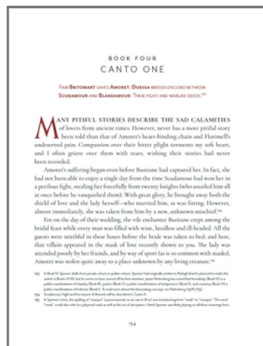 BOOK FOUR
CANTO ONE
FAIR BRITOMART SAVES AMORET; DUESSA BREEDS DISCORD BETWEEN
SCUDAMOUR AND BLANDAMOUR. THEIR FIGHT AND WARLIKE DEEDS.
MANY PITIFUL STORIES DESCRIBE THE SAD CALAMITIES
of lovers from ancient times. However, never has a more pitiful story
been told than that of Amoret's heart-binding chain and Florimell's
undeserved pain. Compassion over their bitter plight torments my soft heart,
and I often grieve over them with tears, wishing their stories had never
been recorded.
Amoret's suffering began even before Busirane had captured her. In fact, she
had not been able to enjoy a single day from the time Scudamour had won her in
a perilous fight, stealing her forcefully from twenty knights (who assailed him all
at once before he vanquished them). With great glory, he brought away both the
shield of love and the lady herself—who married him, as was fitting. However,
almost immediately, she was taken from him by a new, unknown mischief.
For on the day of their wedding, the vile enchanter Busirane crept among the
bridal feast while every man was filled with wine, heedless and ill-headed. All the
guests were mirthful in these hours before the bride was taken to bed; and here,
that villain appeared in the mask of love recently shown to you. The lady was
attended poorly by her friends, and by way of sport (as is so common with masks),
Amoret was stolen quite away to a place unknown by any living creature.
154